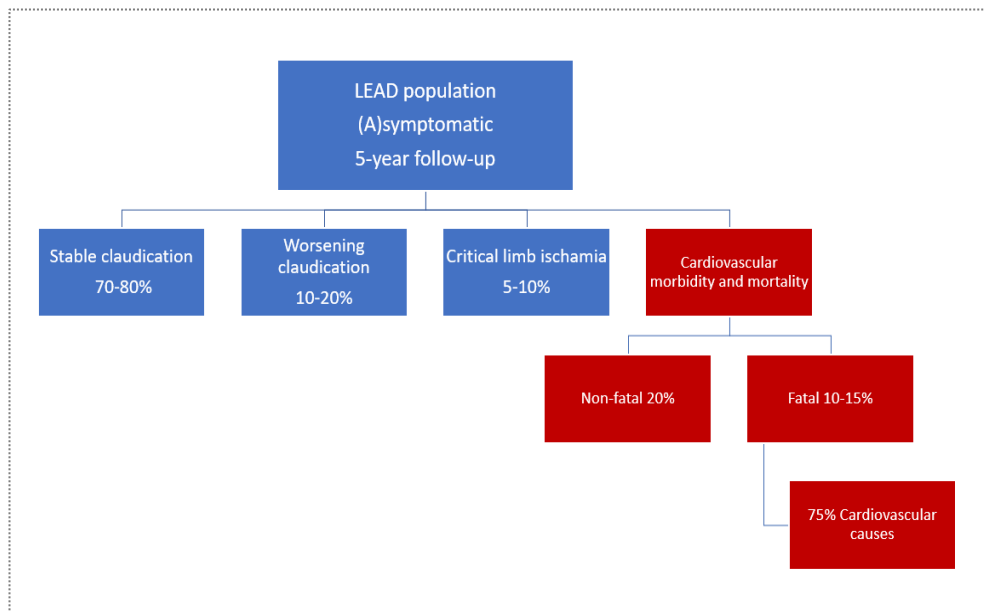 LEAD population
(A)symptomatic
5-year follow-up
Stable claudication
70-80%
Worsening
claudication
10-20%
Critical limb ischamia
5-10%
Cardiovascular
morbidity and mortality
Non-fatal 20%
Fatal 10-15%
75% Cardiovascular
causes